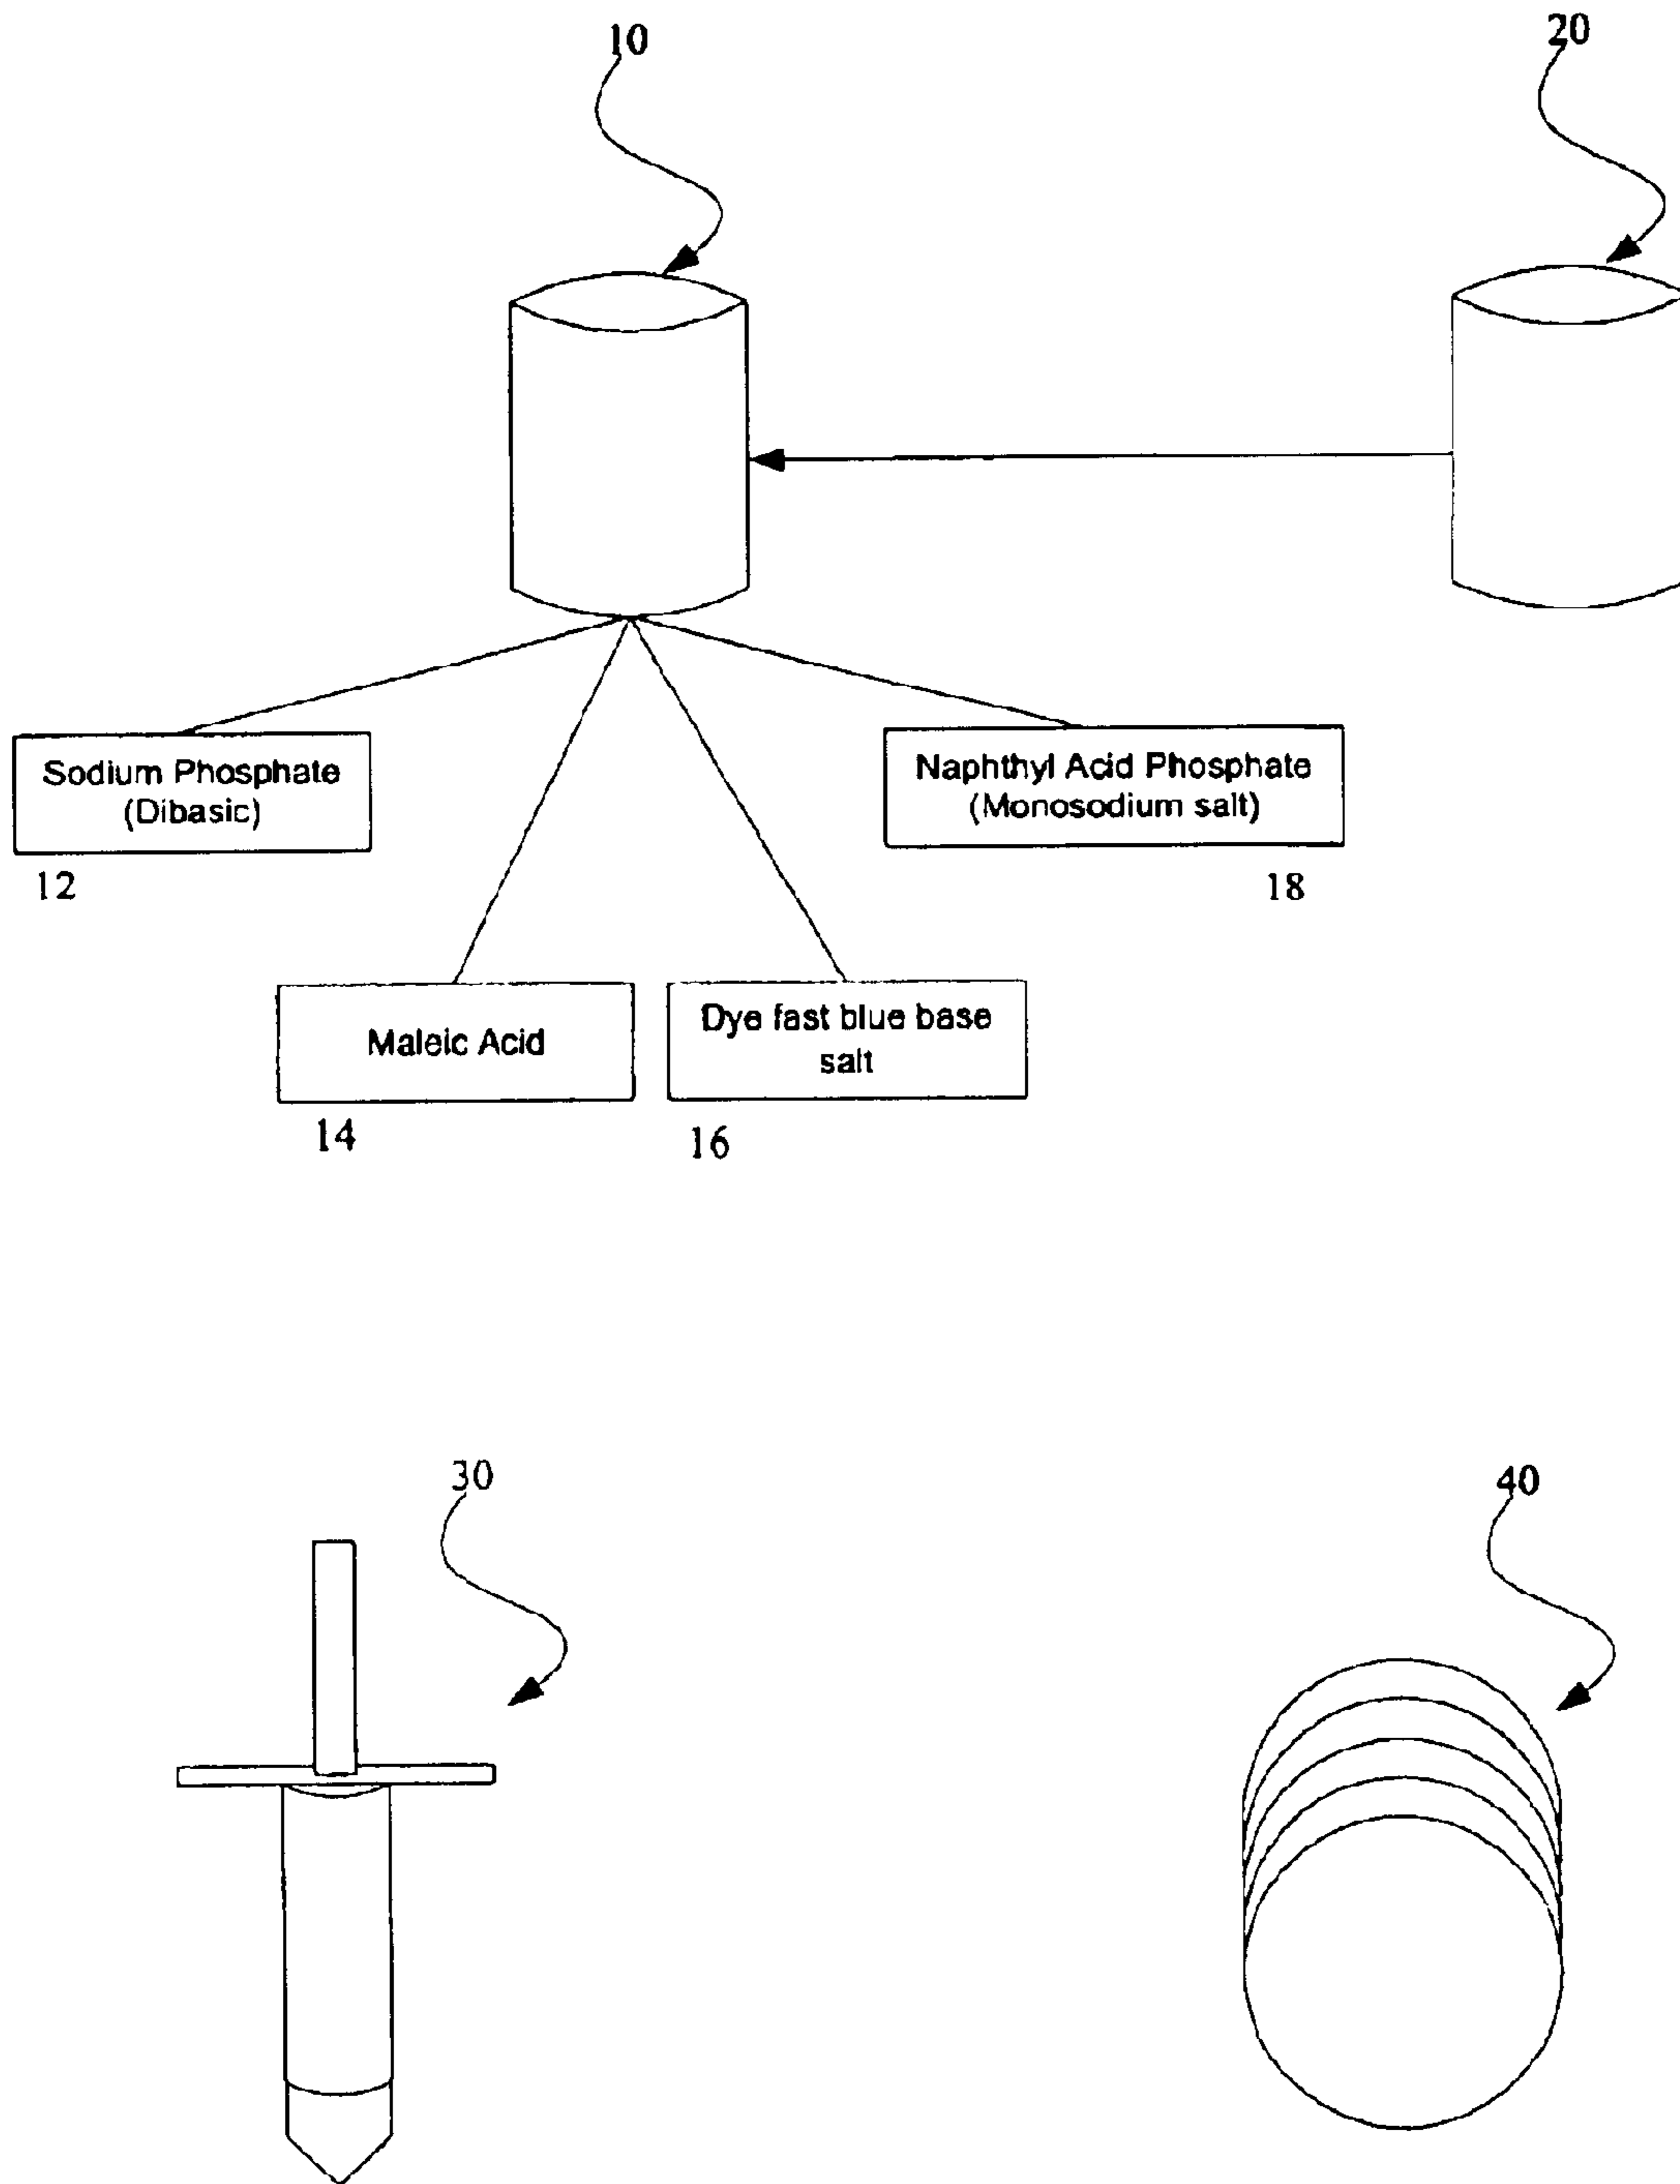 10
20
Sodium Phosphate
(Dibasic)
12
Naphthyl Acid Phosphate
(Monosodium salt)
18
Maleic Acid
14
Dye fast blue base
salt
16
30
40